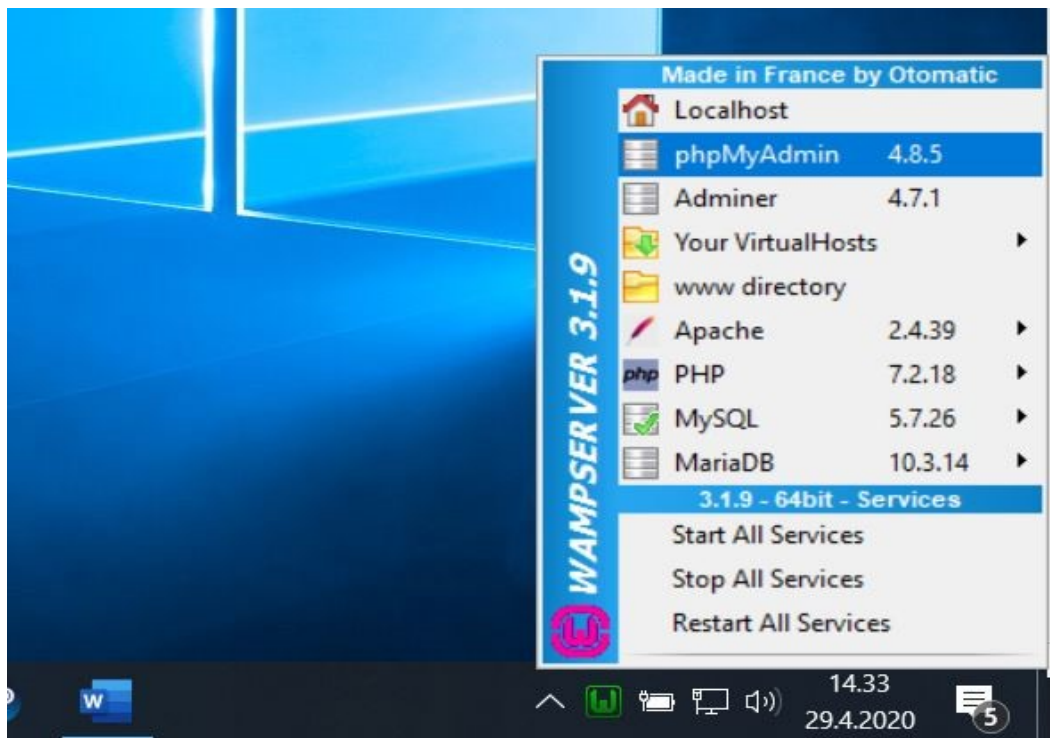 Made in France by Otomatic
Localhost
phpMyAdmin 4.8.5
Adminer 4.7.1
Your VirtualHosts
www directory
Apache 2.4.39
php PHP 7.2.18
MySQL 5.7.26
MariaDB 10.3.14
3.1.9 - 64bit - Services
Start All Services
Stop All Services
Restart All Services
WAMPSERVER 3.1.9
W
W
14.33
29.4.2020
5